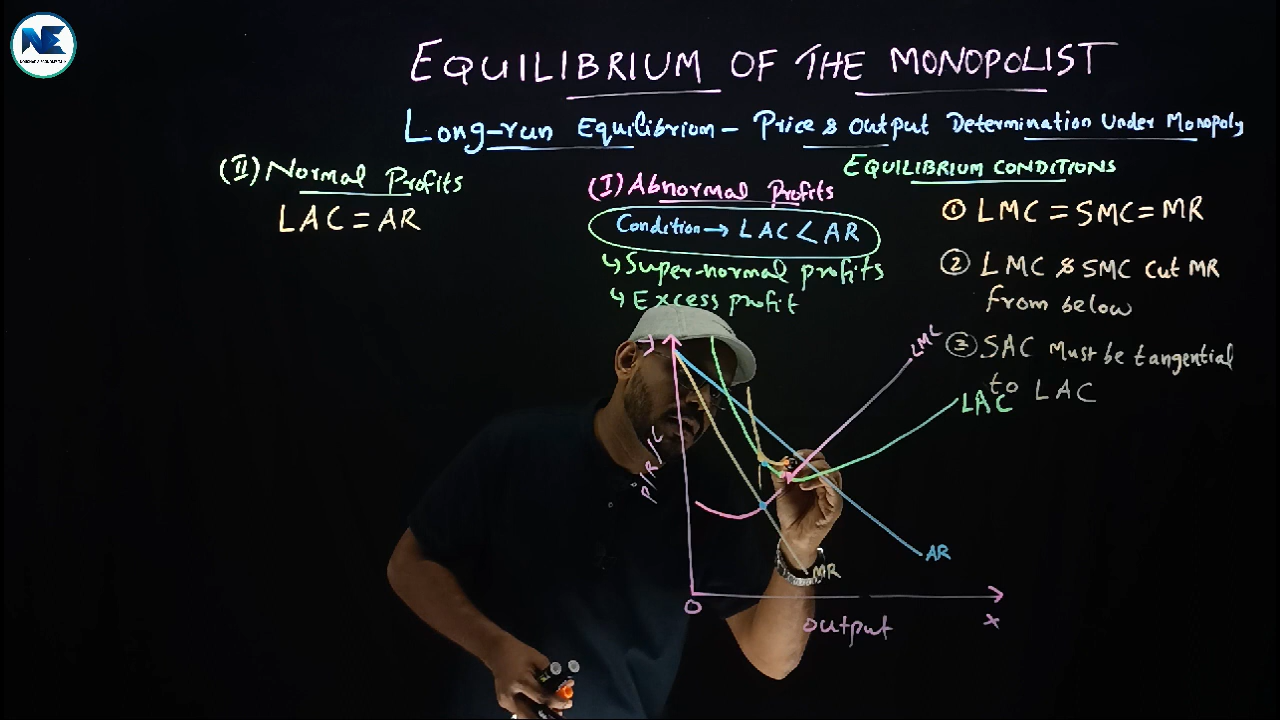 NE
EQUILIBRIUM OF THE MONOPOLIST
Long-run Equilibrium - Price & output Determination Under Monopoly
(II) Normal Profits
LAC = AR
(I) Abnormal Profits
Condition → LAC < AR
↳ Super-normal profits
↳ Excess profit
EQUILIBRIUM CONDITIONS
① LMC = SMC = MR
② LMC & SMC cut MR
from below
③ SAC Must be tangential
to LAC
Y
P/R/C
LMC
LAC
AR
MR
O
output
X